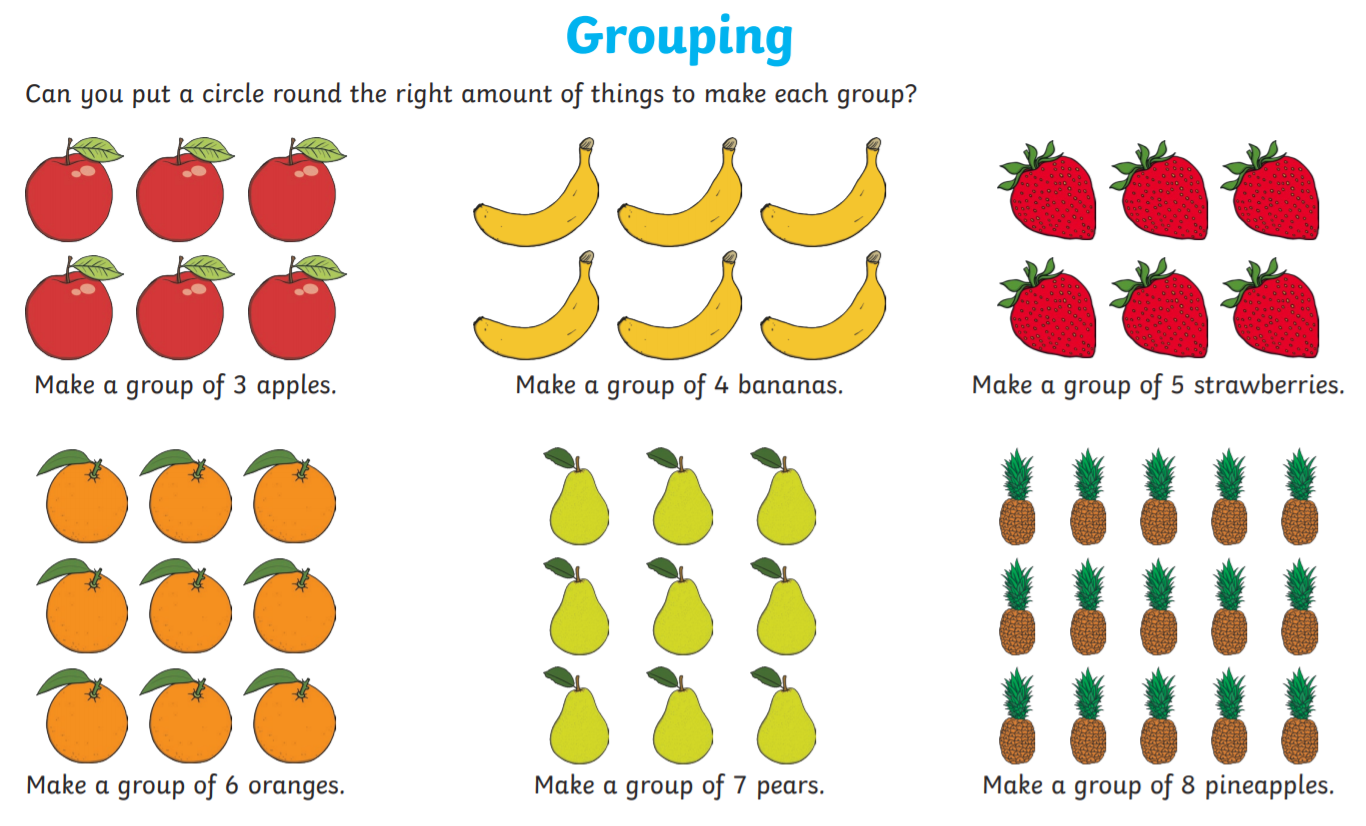 Grouping
Can you put a circle round the right amount of things to make each group?
Make a group of 3 apples.
Make a group of 4 bananas.
Make a group of 5 strawberries.
Make a group of 6 oranges.
Make a group of 7 pears.
Make a group of 8 pineapples.